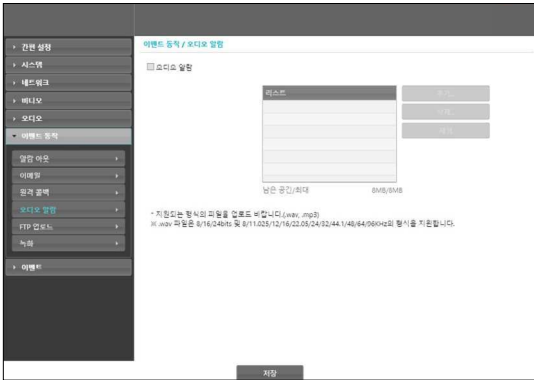 간편 설정
시스템
네트워크
비디오
오디오
이벤트 동작
알람 아웃
이메일
원격 콜백
오디오 알람
FTP 업로드
녹화
이벤트
이벤트 동작 / 오디오 알람
오디오 알람
리스트
추가...
삭제
남은 공간/최대 8MB/8MB
* 지원되는 형식의 파일을 업로드 바랍니다.(.wav, .mp3)
※ .wav 파일은 8/16/24bits 및 8/11.025/12/16/22.05/24/32/44.1/48/64/96KHz의 형식을 지원합니다.
저장